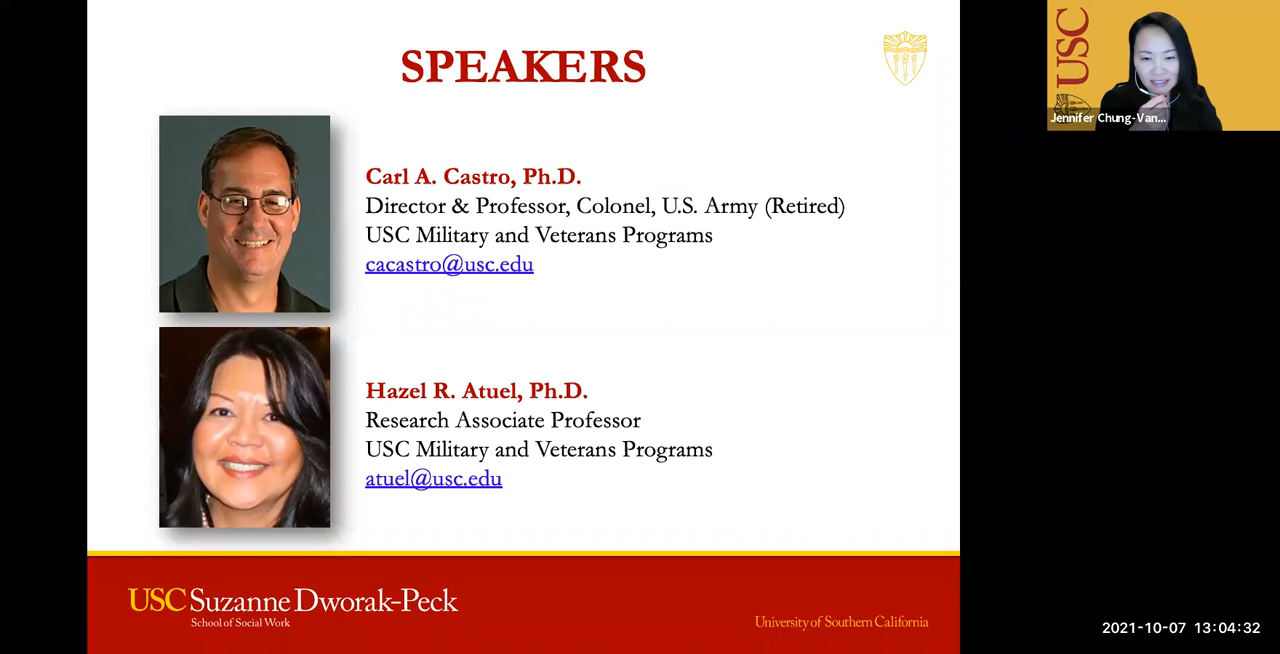 SPEAKERS
Carl A. Castro, Ph.D.
Director & Professor, Colonel, U.S. Army (Retired)
USC Military and Veterans Programs
cacastro@usc.edu
Hazel R. Atuel, Ph.D.
Research Associate Professor
USC Military and Veterans Programs
atuel@usc.edu
USC Suzanne Dworak-Peck
School of Social Work
University of Southern California
USC
Jennifer Chung-Van...
2021-10-07 13:04:32